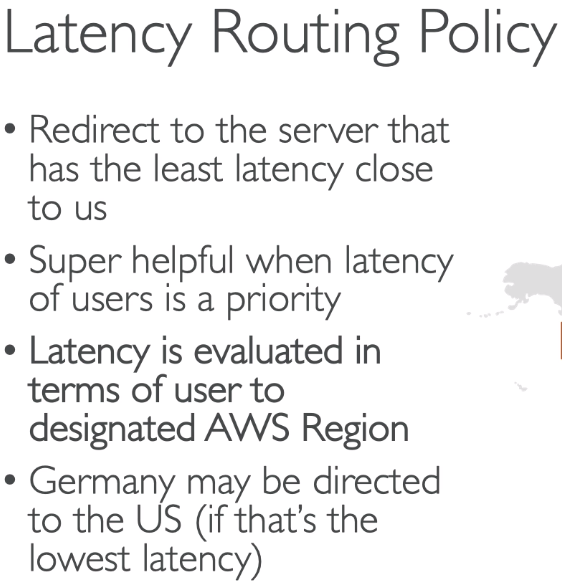 Latency Routing Policy
• Redirect to the server that
has the least latency close
to us
• Super helpful when latency
of users is a priority
• Latency is evaluated in
terms of user to
designated AWS Region
• Germany may be directed
to the US (if that's the
lowest latency)